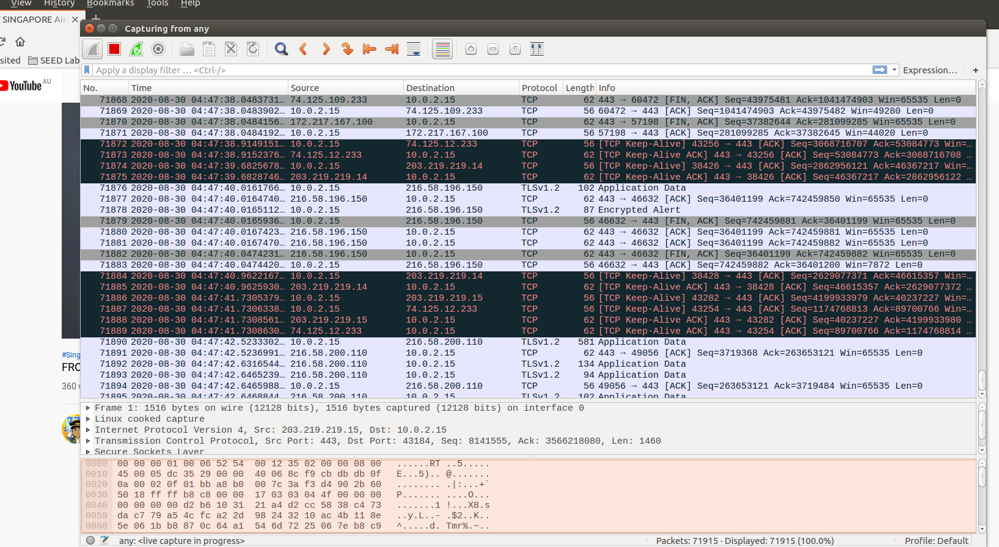 View History Bookmarks Tools Help
SINGAPORE Air
Capturing from any
sited SEED Lab
Apply a display filter … <Ctrl-/> Expression… +
YouTube AU
No. Time Source Destination Protocol Length Info
71868 2020-08-30 04:47:38.0483731… 74.125.109.233 10.0.2.15 TCP 62 443 → 60472 [FIN, ACK] Seq=43975481 Ack=1041474903 Win=65535 Len=0
71869 2020-08-30 04:47:38.0483902… 10.0.2.15 74.125.109.233 TCP 56 60472 → 443 [ACK] Seq=1041474903 Ack=43975482 Win=49280 Len=0
71870 2020-08-30 04:47:38.0484156… 172.217.167.100 10.0.2.15 TCP 62 443 → 57198 [FIN, ACK] Seq=37382644 Ack=281099285 Win=65535 Len=0
71871 2020-08-30 04:47:38.0484192… 10.0.2.15 172.217.167.100 TCP 56 57198 → 443 [ACK] Seq=281099285 Ack=37382645 Win=44020 Len=0
71872 2020-08-30 04:47:38.9149151… 10.0.2.15 74.125.12.233 TCP 56 [TCP Keep-Alive] 43256 → 443 [ACK] Seq=3068716707 Ack=53084773 Win=…
71873 2020-08-30 04:47:38.9152376… 74.125.12.233 10.0.2.15 TCP 62 [TCP Keep-Alive ACK] 443 → 43256 [ACK] Seq=53084773 Ack=3068716708 …
71874 2020-08-30 04:47:39.6825678… 10.0.2.15 203.219.219.14 TCP 56 [TCP Keep-Alive] 38426 → 443 [ACK] Seq=2862956121 Ack=46367217 Win=…
71875 2020-08-30 04:47:39.6828746… 203.219.219.14 10.0.2.15 TCP 62 [TCP Keep-Alive ACK] 443 → 38426 [ACK] Seq=46367217 Ack=2862956122 …
71876 2020-08-30 04:47:40.0161766… 10.0.2.15 216.58.196.150 TLSv1.2 102 Application Data
71877 2020-08-30 04:47:40.0164740… 216.58.196.150 10.0.2.15 TCP 62 443 → 46632 [ACK] Seq=36401199 Ack=742459850 Win=65535 Len=0
71878 2020-08-30 04:47:40.0165112… 10.0.2.15 216.58.196.150 TLSv1.2 87 Encrypted Alert
71879 2020-08-30 04:47:40.0165936… 10.0.2.15 216.58.196.150 TCP 56 46632 → 443 [FIN, ACK] Seq=742459881 Ack=36401199 Win=65535 Len=0
71880 2020-08-30 04:47:40.0167423… 216.58.196.150 10.0.2.15 TCP 62 443 → 46632 [ACK] Seq=36401199 Ack=742459881 Win=65535 Len=0
71881 2020-08-30 04:47:40.0167470… 216.58.196.150 10.0.2.15 TCP 62 443 → 46632 [ACK] Seq=36401199 Ack=742459882 Win=65535 Len=0
71882 2020-08-30 04:47:40.0474231… 216.58.196.150 10.0.2.15 TCP 62 443 → 46632 [FIN, ACK] Seq=36401199 Ack=742459882 Win=65535 Len=0
71883 2020-08-30 04:47:40.0474420… 10.0.2.15 216.58.196.150 TCP 56 46632 → 443 [ACK] Seq=742459882 Ack=36401200 Win=7872 Len=0
71884 2020-08-30 04:47:40.9622167… 10.0.2.15 203.219.219.14 TCP 56 [TCP Keep-Alive] 38428 → 443 [ACK] Seq=2629077371 Ack=46615357 Win=…
71885 2020-08-30 04:47:40.9625930… 203.219.219.14 10.0.2.15 TCP 62 [TCP Keep-Alive ACK] 443 → 38428 [ACK] Seq=46615357 Ack=2629077372 …
71886 2020-08-30 04:47:41.7305379… 10.0.2.15 203.219.219.15 TCP 56 [TCP Keep-Alive] 43282 → 443 [ACK] Seq=4199933979 Ack=40237227 Win=…
71887 2020-08-30 04:47:41.7306338… 10.0.2.15 74.125.12.233 TCP 56 [TCP Keep-Alive] 43254 → 443 [ACK] Seq=1174768813 Ack=89700766 Win=…
71888 2020-08-30 04:47:41.7308561… 203.219.219.15 10.0.2.15 TCP 62 [TCP Keep-Alive ACK] 443 → 43282 [ACK] Seq=40237227 Ack=4199933980 …
71889 2020-08-30 04:47:41.7308630… 74.125.12.233 10.0.2.15 TCP 62 [TCP Keep-Alive ACK] 443 → 43254 [ACK] Seq=89700766 Ack=1174768814 …
71890 2020-08-30 04:47:42.5233302… 10.0.2.15 216.58.200.110 TLSv1.2 581 Application Data
71891 2020-08-30 04:47:42.5236991… 216.58.200.110 10.0.2.15 TCP 62 443 → 49056 [ACK] Seq=3719368 Ack=263653121 Win=65535 Len=0
71892 2020-08-30 04:47:42.6316544… 216.58.200.110 10.0.2.15 TLSv1.2 134 Application Data
71893 2020-08-30 04:47:42.6465239… 216.58.200.110 10.0.2.15 TLSv1.2 94 Application Data
71894 2020-08-30 04:47:42.6465988… 10.0.2.15 216.58.200.110 TCP 56 49056 → 443 [ACK] Seq=263653121 Ack=3719484 Win=65535 Len=0
71895 2020-08-30 04:47:42.6468844… 216.58.200.110 10.0.2.15 TLSv1.2 102 Application Data
#Sing
FRO
360 v
Frame 1: 1516 bytes on wire (12128 bits), 1516 bytes captured (12128 bits) on interface 0
Linux cooked capture
Internet Protocol Version 4, Src: 203.219.219.15, Dst: 10.0.2.15
Transmission Control Protocol, Src Port: 443, Dst Port: 43184, Seq: 8141555, Ack: 3566218080, Len: 1460
Secure Sockets Layer
0000 00 00 00 01 00 06 52 54 00 12 35 02 00 00 08 00 ......RT ..5.....
0010 45 00 05 dc 35 29 00 00 40 06 8c f9 cb db db 0f E...5).. @.......
0020 0a 00 02 0f 01 bb a8 b0 00 7c 3a f3 d4 90 2b 60 ........ .|:...+`
0030 50 18 ff ff b8 c8 00 00 17 03 03 04 4f 00 00 00 P....... ....O...
0040 00 00 00 00 d2 b6 10 31 21 a4 d2 cc 58 38 c4 73 .......1 !...X8.s
0050 da c7 79 a5 4c fc a2 2d 98 24 32 10 ac 4b 11 8e ..y.L..- .$2..K..
0060 5e 06 1b b8 87 0c 64 a1 54 6d 72 25 06 7e b8 c9 ^.....d. Tmr%.~..
any: <live capture in progress> Packets: 71915 · Displayed: 71915 (100.0%) Profile: Default